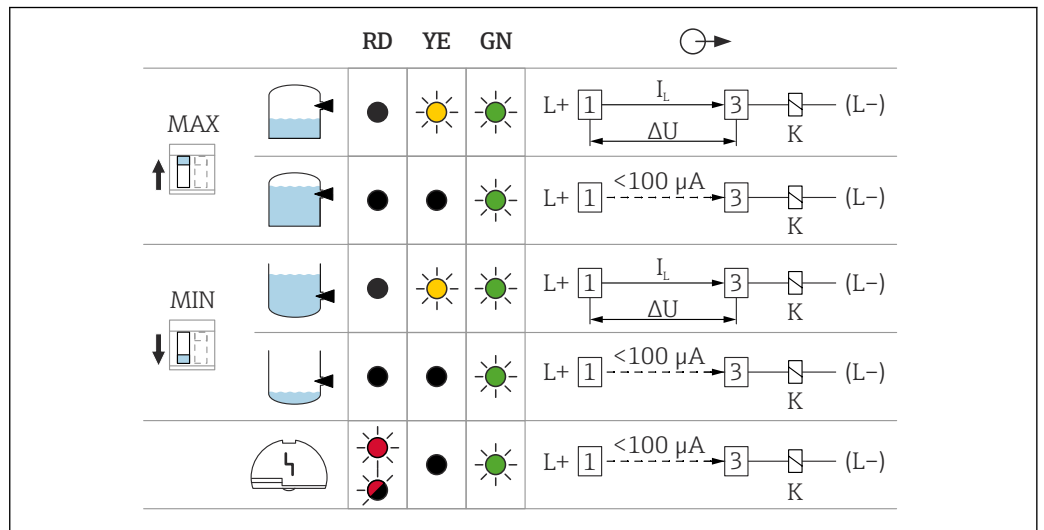 RD YE GN
MAX
L+ 1 I_L 3 (L−)
ΔU K
L+ 1 <100 µA 3 (L−)
K
MIN
L+ 1 I_L 3 (L−)
ΔU K
L+ 1 <100 µA 3 (L−)
K
L+ 1 <100 µA 3 (L−)
K